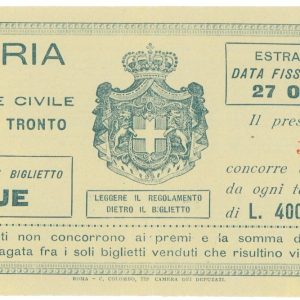 RIA
E CIVILE
TRONTO
E BIGLIETTO
UE
LEGGERE IL REGOLAMENTO
DIETRO IL BIGLIETTO
ESTRA
DATA FISS
27 O
Il pres
concorre a
da ogni t
di L. 400
ti non concorrono ai premi e la somma d
agata fra i soli biglietti venduti che risultino vi
ROMA - C. COLOMBO, TIP. CAMERA DEI DEPUTATI.